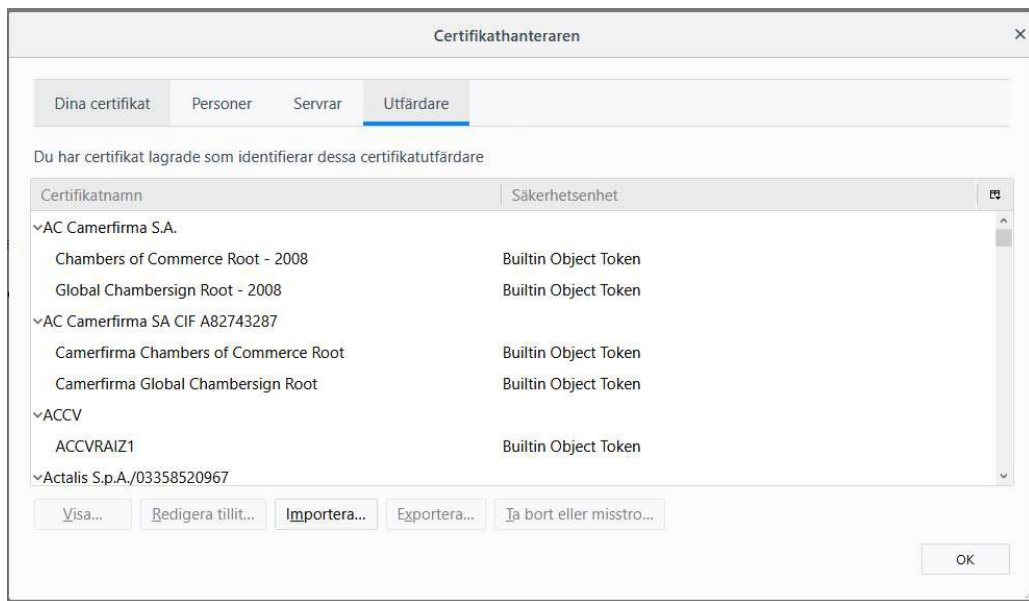 Certifikathanteraren
Dina certifikat Personer Servrar Utfärdare
Du har certifikat lagrade som identifierar dessa certifikatutfärdare
Certifikatnamn Säkerhetsenhet
AC Camerfirma S.A.
Chambers of Commerce Root - 2008 Builtin Object Token
Global Chambersign Root - 2008 Builtin Object Token
AC Camerfirma SA CIF A82743287
Camerfirma Chambers of Commerce Root Builtin Object Token
Camerfirma Global Chambersign Root Builtin Object Token
ACCV
ACCVRAIZ1 Builtin Object Token
Actalis S.p.A./03358520967
Visa... Redigera tillit... Importera... Exportera... Ta bort eller misstro...
OK